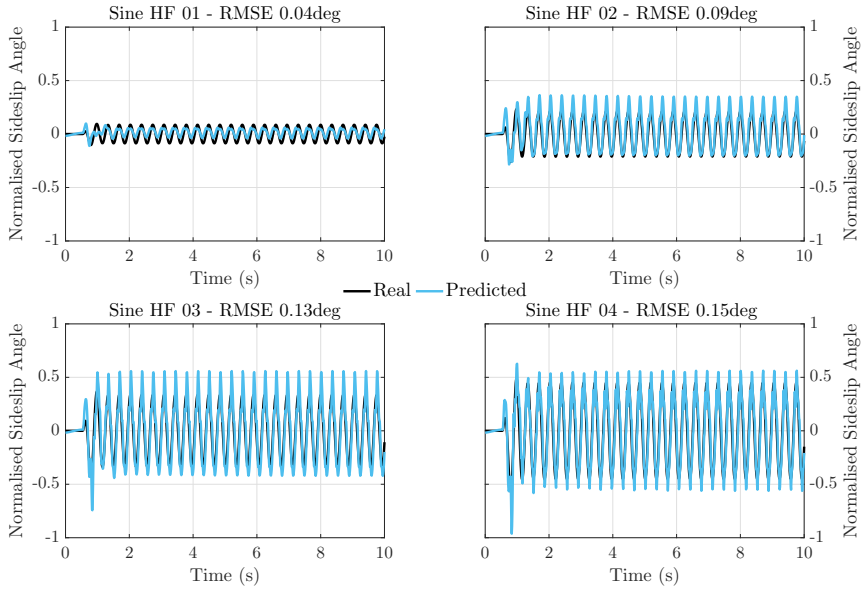 Sine HF 01 - RMSE 0.04deg
Normalised Sideslip Angle
1
0.5
0
-0.5
-1
0 2 4 6 8 10
Time (s)
Sine HF 02 - RMSE 0.09deg
Normalised Sideslip Angle
1
0.5
0
-0.5
-1
0 2 4 6 8 10
Time (s)
Real Predicted
Sine HF 03 - RMSE 0.13deg
Normalised Sideslip Angle
1
0.5
0
-0.5
-1
0 2 4 6 8 10
Time (s)
Sine HF 04 - RMSE 0.15deg
Normalised Sideslip Angle
1
0.5
0
-0.5
-1
0 2 4 6 8 10
Time (s)